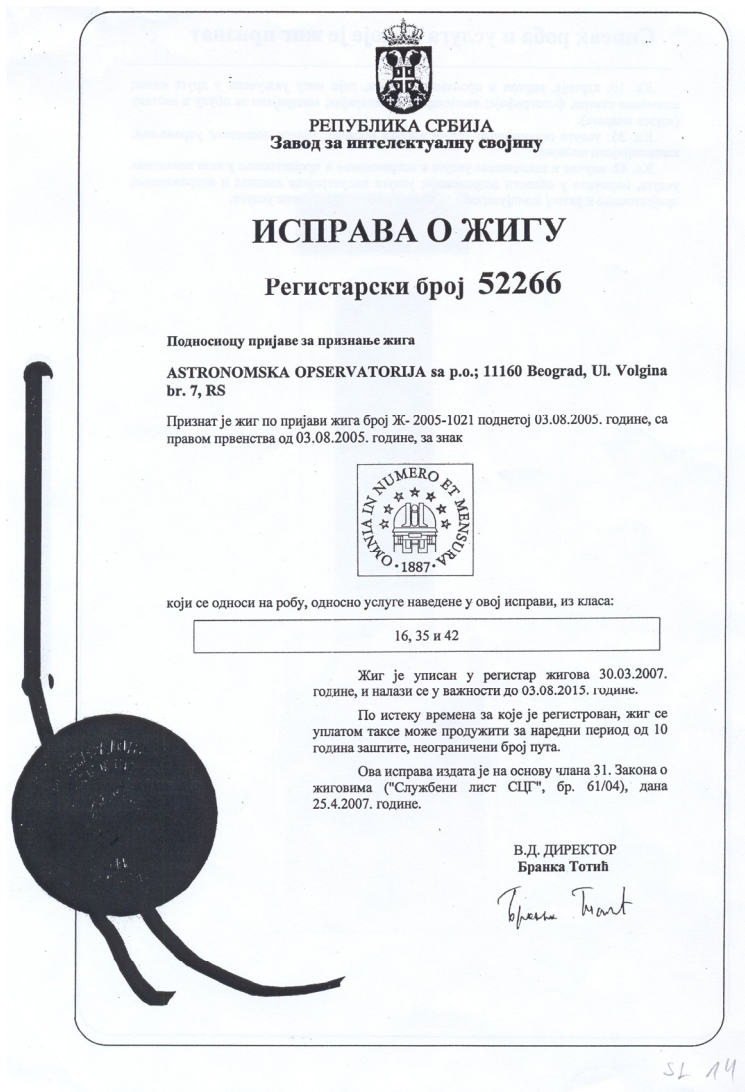 РЕПУБЛИКА СРБИЈА
Завод за интелектуалну својину
ИСПРАВА О ЖИГУ
Регистарски број 52266
Подносиоцу пријаве за признање жига
ASTRONOMSKA OPSERVATORIJA sa p.o.; 11160 Beograd, Ul. Volgina
br. 7, RS
Признат је жиг по пријави жига број Ж- 2005-1021 поднетој 03.08.2005. године, са
правом првенства од 03.08.2005. године, за знак
OMNIA IN NUMERO ET MENSURA
·1887·
који се односи на робу, односно услуге наведене у овој исправи, из класа:
16, 35 и 42
Жиг је уписан у регистар жигова 30.03.2007.
године, и налази се у важности до 03.08.2015. године.
По истеку времена за које је регистрован, жиг се
уплатом таксе може продужити за наредни период од 10
година заштите, неограничени број пута.
Ова исправа издата је на основу члана 31. Закона о
жиговима ("Службени лист СЦГ", бр. 61/04), дана
25.4.2007. године.
В.Д. ДИРЕКТОР
Бранка Тотић
SL 14